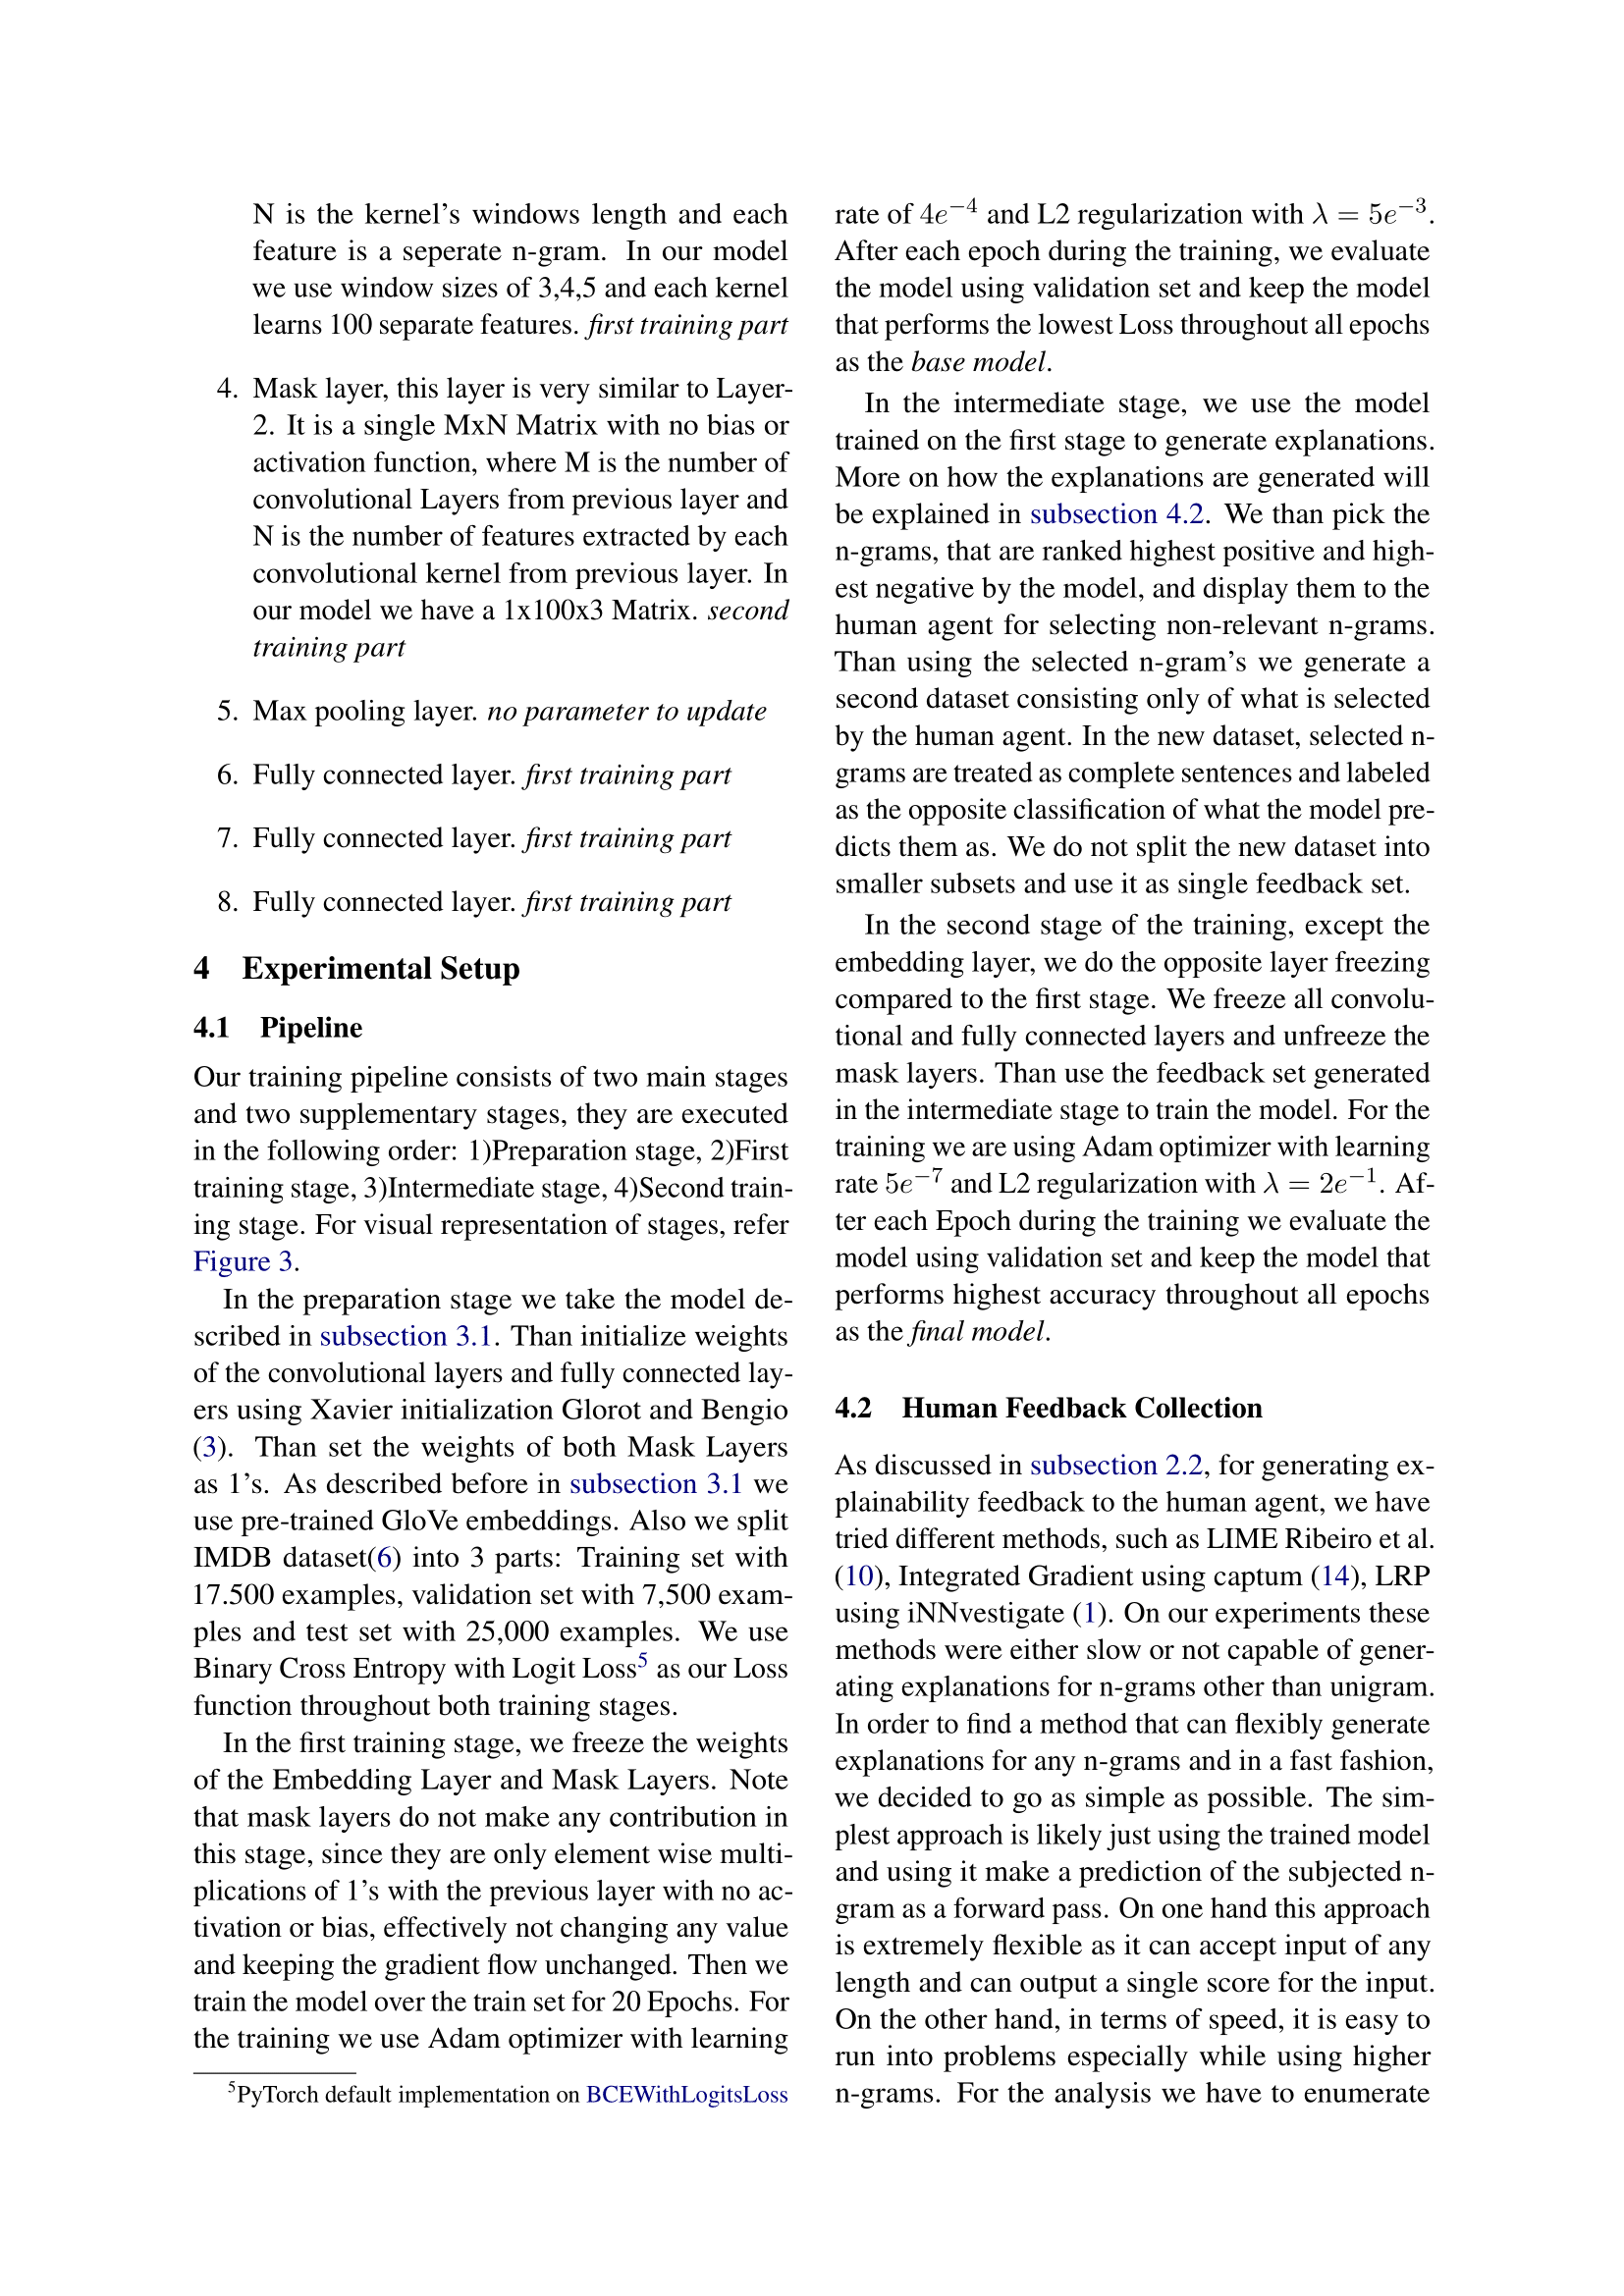 N is the kernel's windows length and each
feature is a seperate n-gram. In our model
we use window sizes of 3,4,5 and each kernel
learns 100 separate features. first training part
4. Mask layer, this layer is very similar to Layer-
2. It is a single MxN Matrix with no bias or
activation function, where M is the number of
convolutional Layers from previous layer and
N is the number of features extracted by each
convolutional kernel from previous layer. In
our model we have a 1x100x3 Matrix. second
training part
5. Max pooling layer. no parameter to update
6. Fully connected layer. first training part
7. Fully connected layer. first training part
8. Fully connected layer. first training part
4 Experimental Setup
4.1 Pipeline
Our training pipeline consists of two main stages
and two supplementary stages, they are executed
in the following order: 1)Preparation stage, 2)First
training stage, 3)Intermediate stage, 4)Second train-
ing stage. For visual representation of stages, refer
Figure 3.
In the preparation stage we take the model de-
scribed in subsection 3.1. Than initialize weights
of the convolutional layers and fully connected lay-
ers using Xavier initialization Glorot and Bengio
(3). Than set the weights of both Mask Layers
as 1's. As described before in subsection 3.1 we
use pre-trained GloVe embeddings. Also we split
IMDB dataset(6) into 3 parts: Training set with
17.500 examples, validation set with 7,500 exam-
ples and test set with 25,000 examples. We use
Binary Cross Entropy with Logit Loss⁵ as our Loss
function throughout both training stages.
In the first training stage, we freeze the weights
of the Embedding Layer and Mask Layers. Note
that mask layers do not make any contribution in
this stage, since they are only element wise multi-
plications of 1's with the previous layer with no ac-
tivation or bias, effectively not changing any value
and keeping the gradient flow unchanged. Then we
train the model over the train set for 20 Epochs. For
the training we use Adam optimizer with learning
⁵PyTorch default implementation on BCEWithLogitsLoss
rate of 4e⁻⁴ and L2 regularization with λ = 5e⁻³.
After each epoch during the training, we evaluate
the model using validation set and keep the model
that performs the lowest Loss throughout all epochs
as the base model.
In the intermediate stage, we use the model
trained on the first stage to generate explanations.
More on how the explanations are generated will
be explained in subsection 4.2. We than pick the
n-grams, that are ranked highest positive and high-
est negative by the model, and display them to the
human agent for selecting non-relevant n-grams.
Than using the selected n-gram's we generate a
second dataset consisting only of what is selected
by the human agent. In the new dataset, selected n-
grams are treated as complete sentences and labeled
as the opposite classification of what the model pre-
dicts them as. We do not split the new dataset into
smaller subsets and use it as single feedback set.
In the second stage of the training, except the
embedding layer, we do the opposite layer freezing
compared to the first stage. We freeze all convolu-
tional and fully connected layers and unfreeze the
mask layers. Than use the feedback set generated
in the intermediate stage to train the model. For the
training we are using Adam optimizer with learning
rate 5e⁻⁷ and L2 regularization with λ = 2e⁻¹. Af-
ter each Epoch during the training we evaluate the
model using validation set and keep the model that
performs highest accuracy throughout all epochs
as the final model.
4.2 Human Feedback Collection
As discussed in subsection 2.2, for generating ex-
plainability feedback to the human agent, we have
tried different methods, such as LIME Ribeiro et al.
(10), Integrated Gradient using captum (14), LRP
using iNNvestigate (1). On our experiments these
methods were either slow or not capable of gener-
ating explanations for n-grams other than unigram.
In order to find a method that can flexibly generate
explanations for any n-grams and in a fast fashion,
we decided to go as simple as possible. The sim-
plest approach is likely just using the trained model
and using it make a prediction of the subjected n-
gram as a forward pass. On one hand this approach
is extremely flexible as it can accept input of any
length and can output a single score for the input.
On the other hand, in terms of speed, it is easy to
run into problems especially while using higher
n-grams. For the analysis we have to enumerate